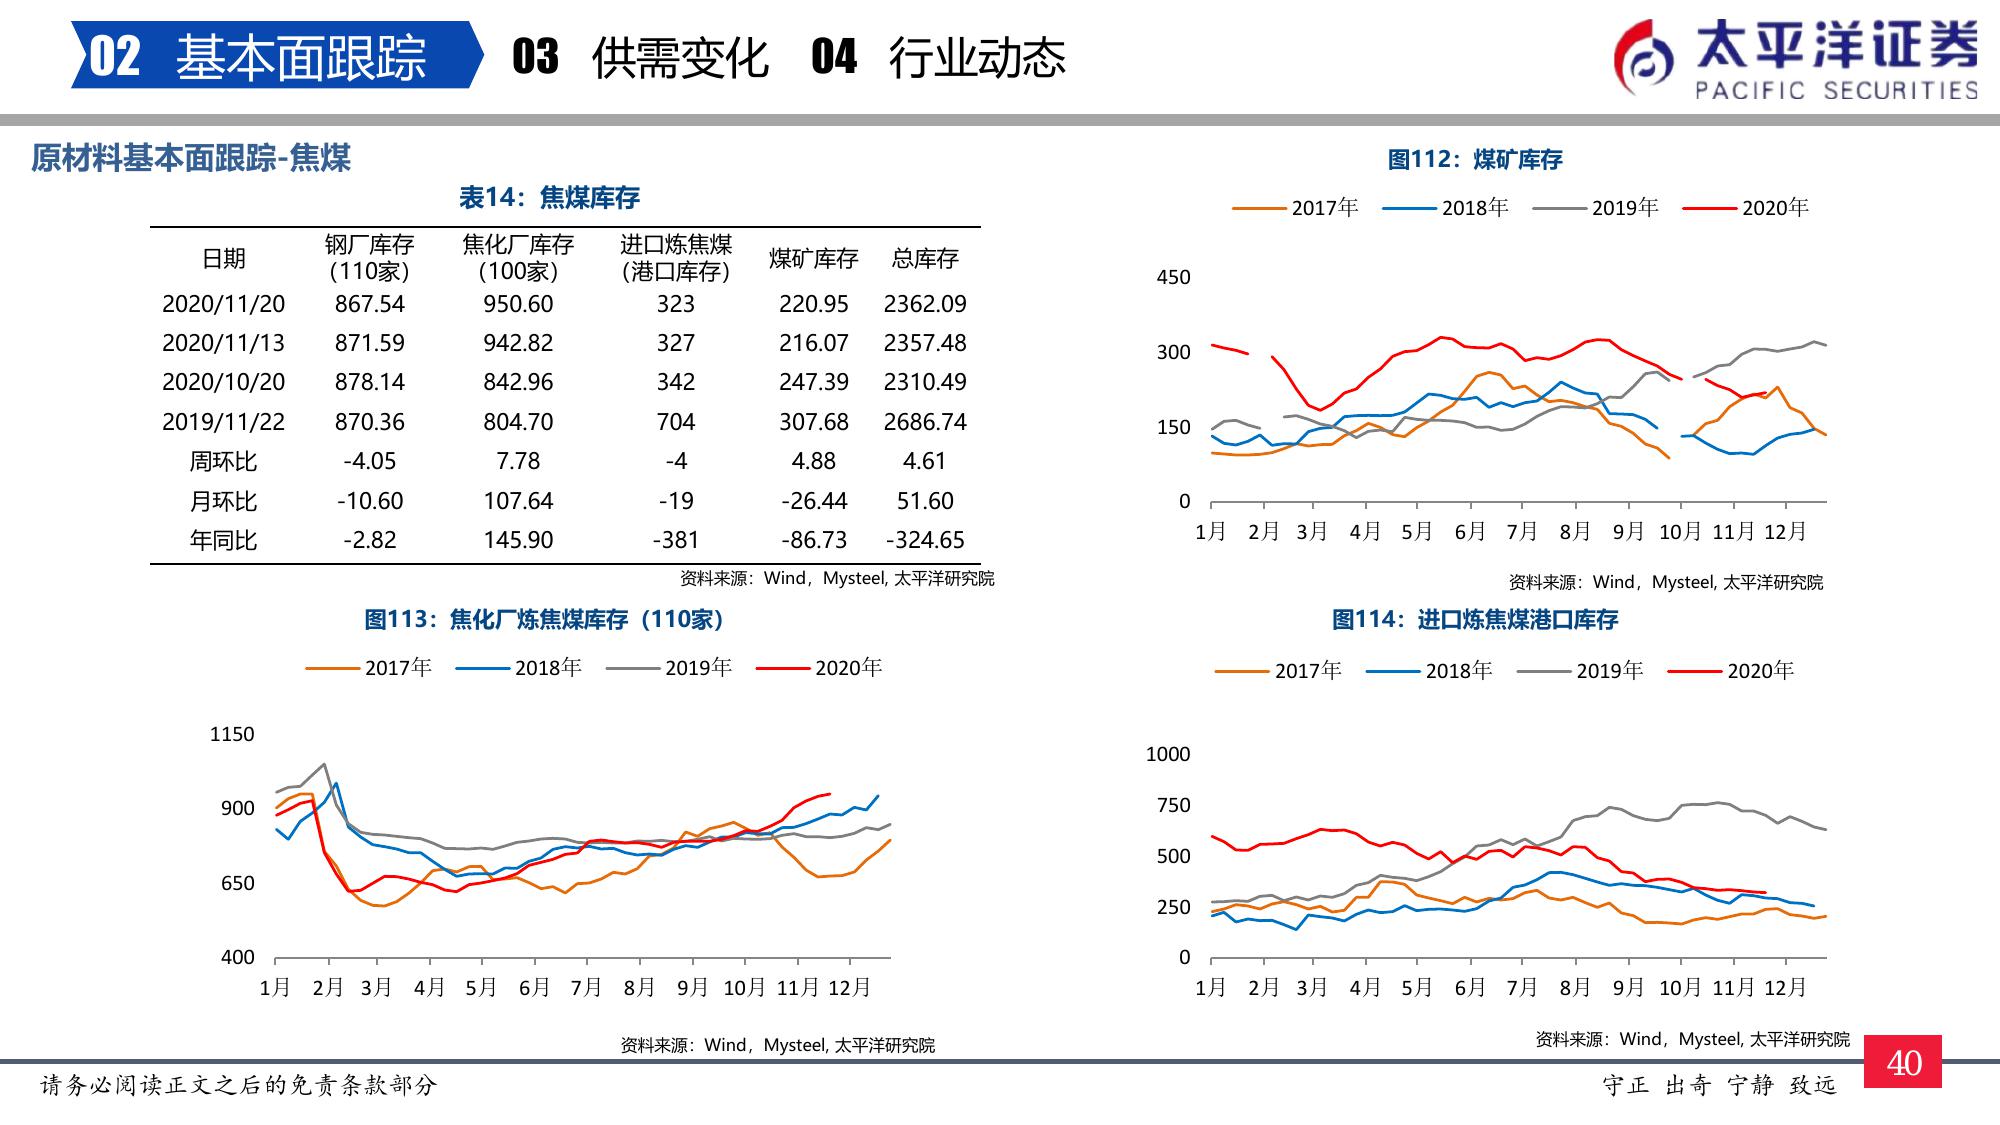 02 基本面跟踪 03 供需变化 04 行业动态
太平洋证券
PACIFIC SECURITIES
原材料基本面跟踪-焦煤
表14：焦煤库存
日期 钢厂库存（110家） 焦化厂库存（100家） 进口炼焦煤（港口库存） 煤矿库存 总库存
2020/11/20 867.54 950.60 323 220.95 2362.09
2020/11/13 871.59 942.82 327 216.07 2357.48
2020/10/20 878.14 842.96 342 247.39 2310.49
2019/11/22 870.36 804.70 704 307.68 2686.74
周环比 -4.05 7.78 -4 4.88 4.61
月环比 -10.60 107.64 -19 -26.44 51.60
年同比 -2.82 145.90 -381 -86.73 -324.65
资料来源：Wind，Mysteel, 太平洋研究院
图112：煤矿库存
2017年 2018年 2019年 2020年
450
300
150
0
1月 2月 3月 4月 5月 6月 7月 8月 9月 10月 11月 12月
资料来源：Wind，Mysteel, 太平洋研究院
图113：焦化厂炼焦煤库存（110家）
2017年 2018年 2019年 2020年
1150
900
650
400
1月 2月 3月 4月 5月 6月 7月 8月 9月 10月 11月 12月
资料来源：Wind，Mysteel, 太平洋研究院
图114：进口炼焦煤港口库存
2017年 2018年 2019年 2020年
1000
750
500
250
0
1月 2月 3月 4月 5月 6月 7月 8月 9月 10月 11月 12月
资料来源：Wind，Mysteel, 太平洋研究院
40
请务必阅读正文之后的免责条款部分
守正 出奇 宁静 致远